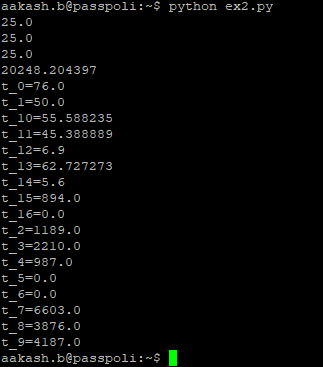 aakash.b@passpoli:~$ python ex2.py
25.0
25.0
25.0
20248.204397
t_0=76.0
t_1=50.0
t_10=55.588235
t_11=45.388889
t_12=6.9
t_13=62.727273
t_14=5.6
t_15=894.0
t_16=0.0
t_2=1189.0
t_3=2210.0
t_4=987.0
t_5=0.0
t_6=0.0
t_7=6603.0
t_8=3876.0
t_9=4187.0
aakash.b@passpoli:~$